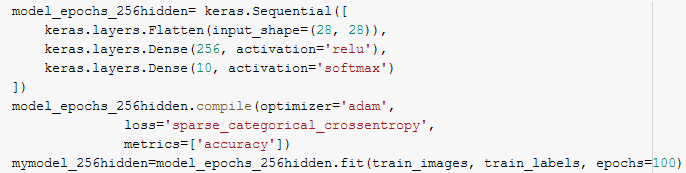 model_epochs_256hidden= keras.Sequential([
    keras.layers.Flatten(input_shape=(28, 28)),
    keras.layers.Dense(256, activation='relu'),
    keras.layers.Dense(10, activation='softmax')
])
model_epochs_256hidden.compile(optimizer='adam',
              loss='sparse_categorical_crossentropy',
              metrics=['accuracy'])
mymodel_256hidden=model_epochs_256hidden.fit(train_images, train_labels, epochs=100)